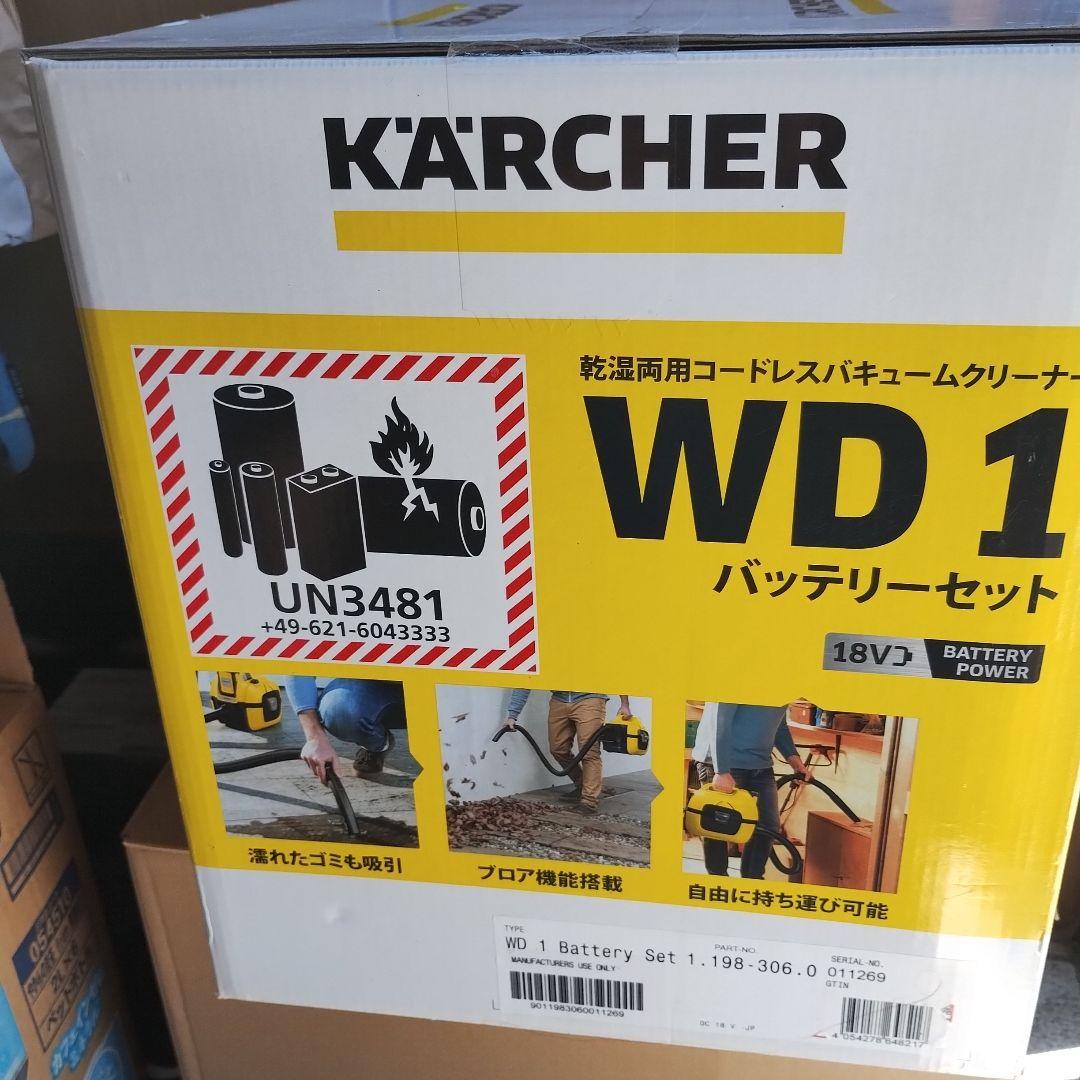 KÄRCHER
乾湿両用コードレスバキュームクリーナー
WD 1
バッテリーセット
18V
BATTERY
POWER
UN3481
+49-621-6043333
濡れたゴミも吸引
ブロア機能搭載
自由に持ち運び可能
TYPE
WD 1 Battery Set
PART-NO.
1.198-306.0
SERIAL-NO.
011269
MANUFACTURERS USE ONLY
GTIN
9011983060011269
DC 18 V -JP
4 054278 648217